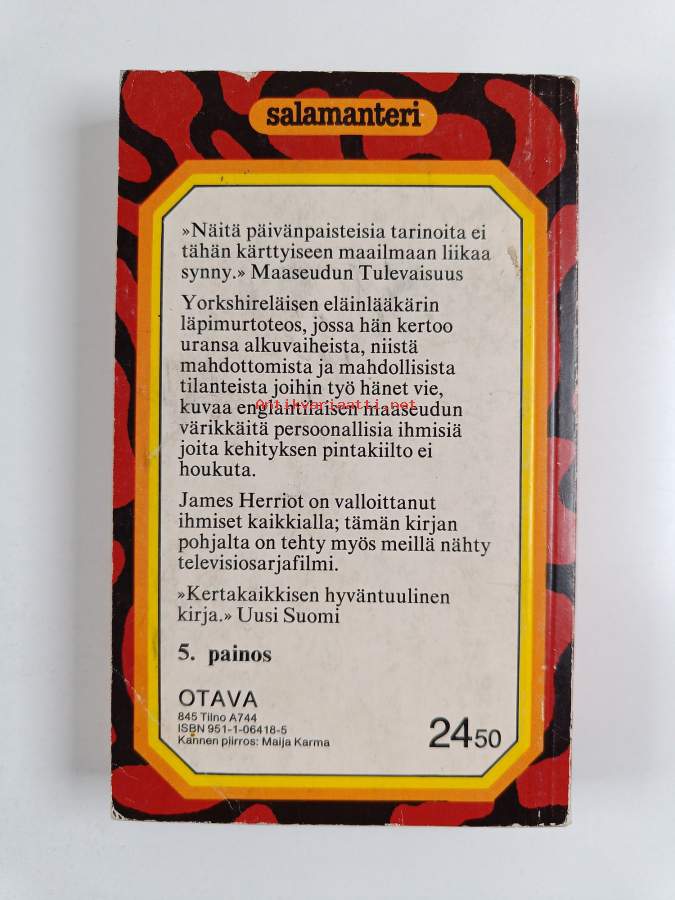 salamanteri
»Näitä päivänpaisteisia tarinoita ei
tähän kärttyiseen maailmaan liikaa
synny.» Maaseudun Tulevaisuus
Yorkshireläisen eläinlääkärin
läpimurtoteos, jossa hän kertoo
uransa alkuvaiheista, niistä
mahdottomista ja mahdollisista
tilanteista joihin työ hänet vie,
Antikvariaatti.net
kuvaa englantilaisen maaseudun
värikkäitä persoonallisia ihmisiä
joita kehityksen pintakiilto ei
houkuta.
James Herriot on valloittanut
ihmiset kaikkialla; tämän kirjan
pohjalta on tehty myös meillä nähty
televisiosarjafilmi.
»Kertakaikkisen hyväntuulinen
kirja.» Uusi Suomi
5. painos
OTAVA
845 Tilno A744
ISBN 951-1-06418-5
Kannen piirros: Maija Karma
2450